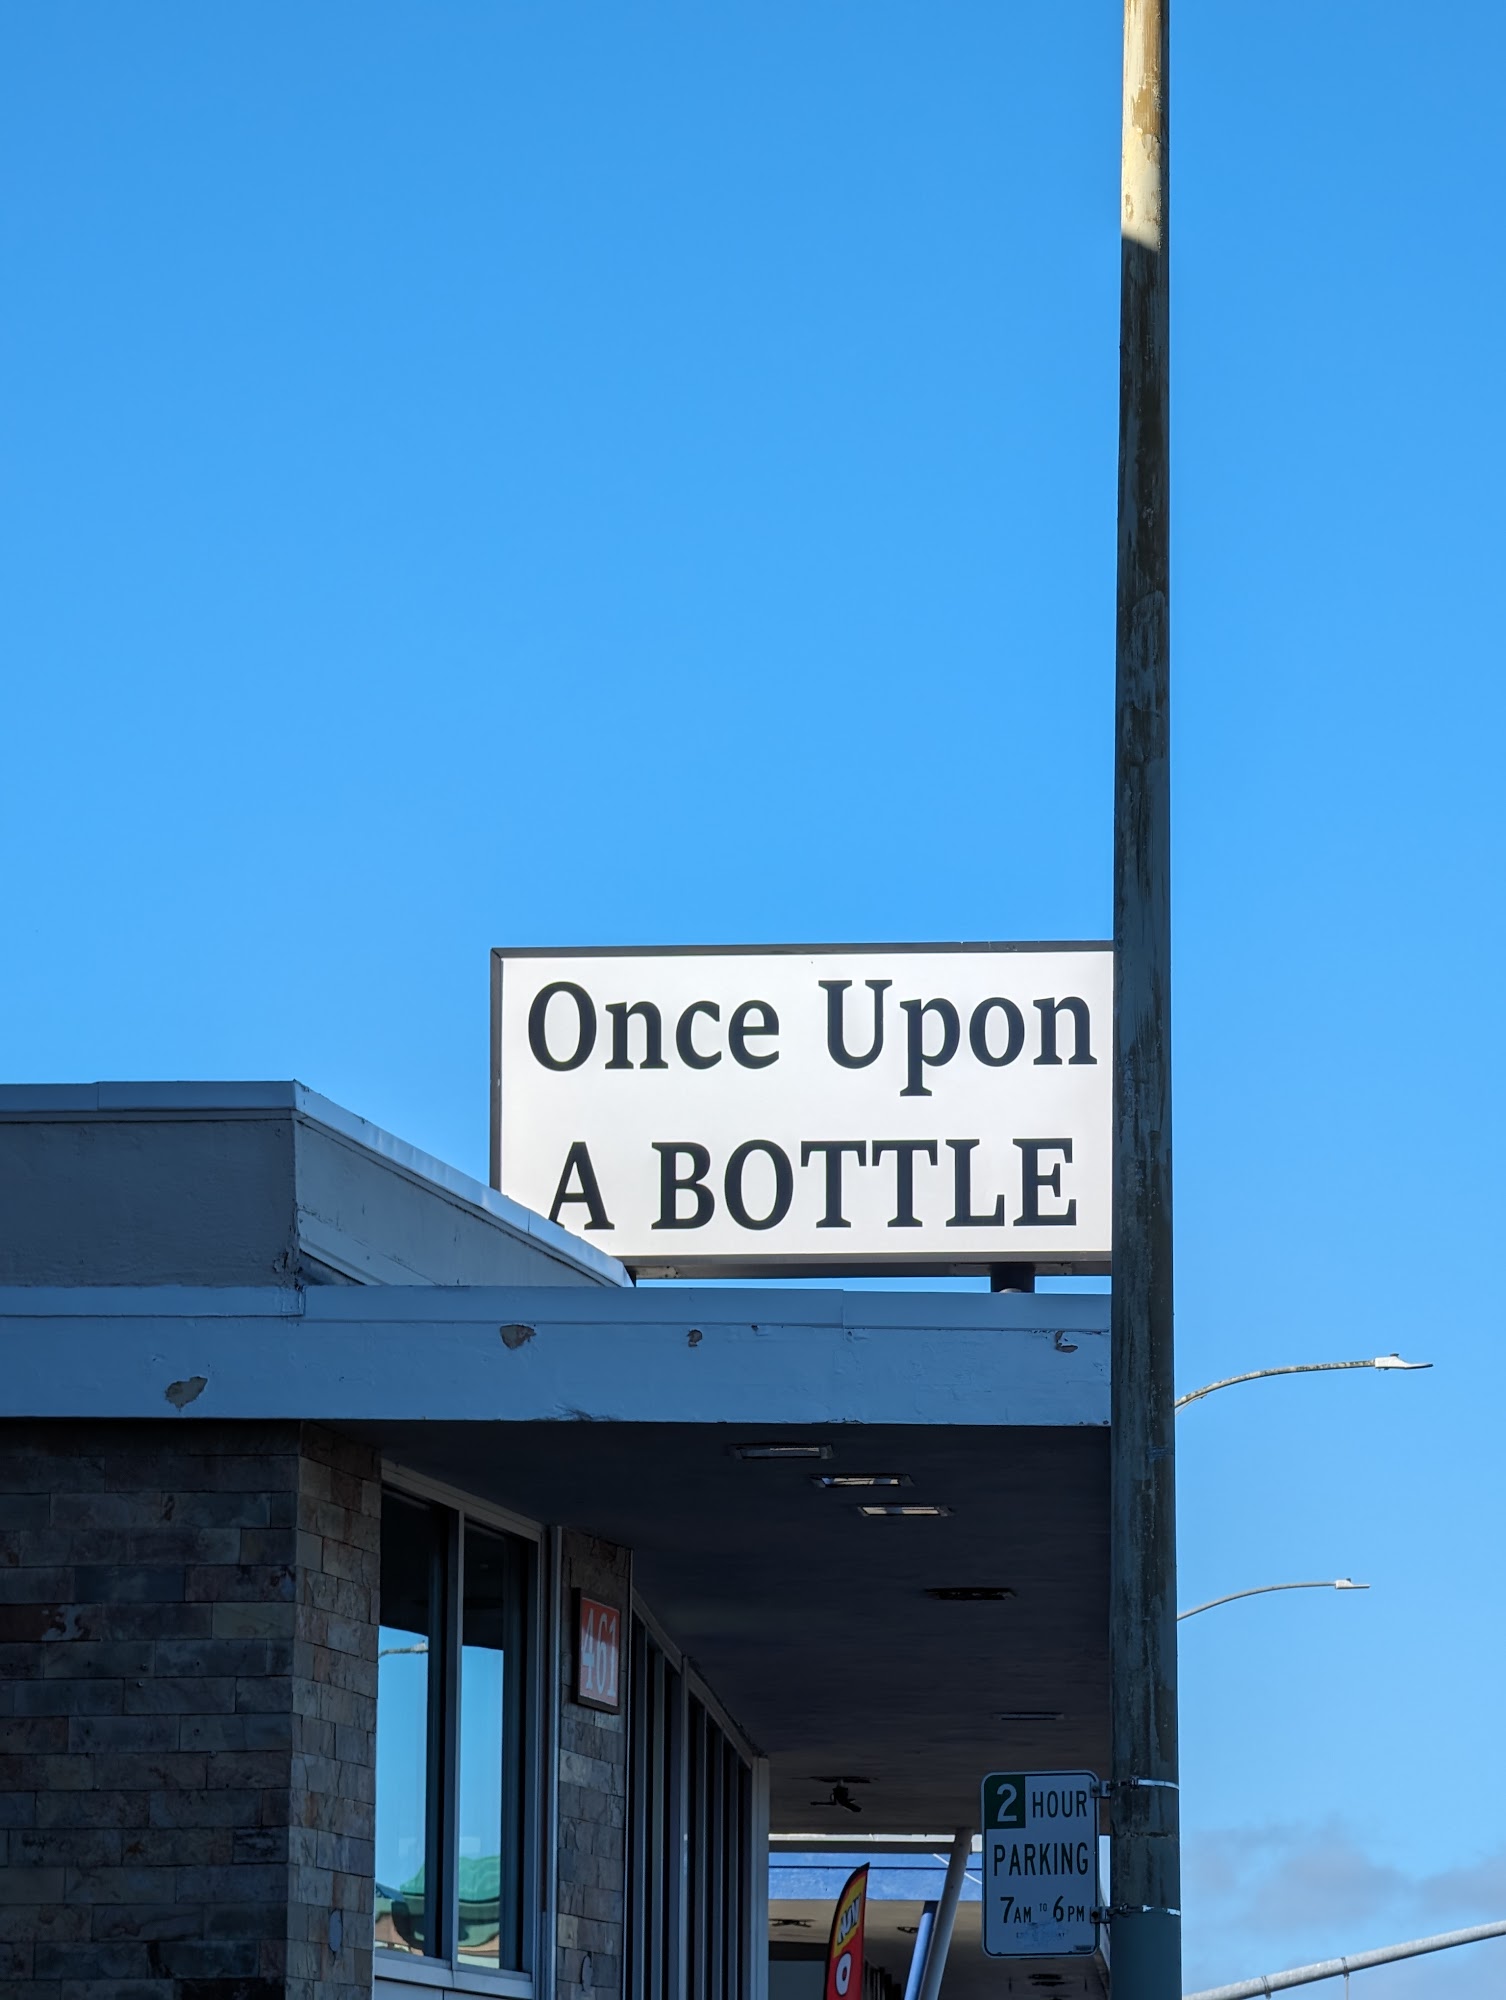 Once Upon
A BOTTLE
461
2 HOUR
PARKING
7AM TO 6PM